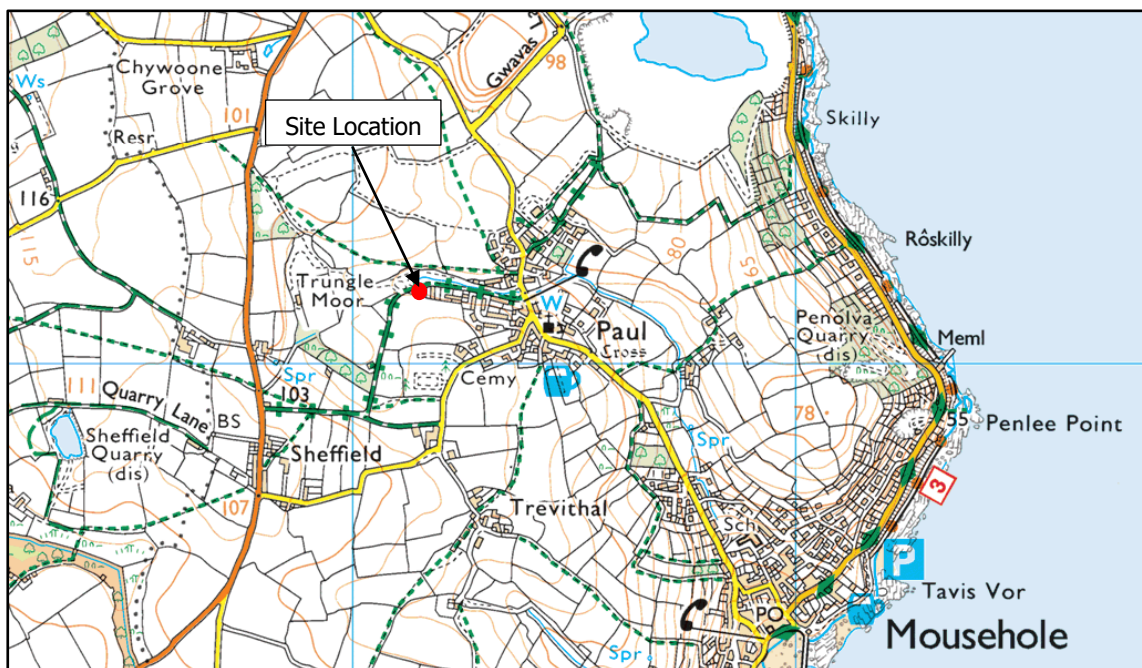 Chywoone
Grove
Ws
Resr
101
116
115
Site Location
Gwavas L
98
Skilly
Rôskilly
80
65
Trungle
Moor
W
Paul
Cross
Penolva
Quarry
(dis)
Meml
Cemy
Spr
103
111
Quarry Lane
BS
Sheffield
Quarry
(dis)
Sheffield
107
78
55
Penlee Point
3
Spr
Trevithal
Sch
P
Tavis Vor
PO
Mousehole
Spr